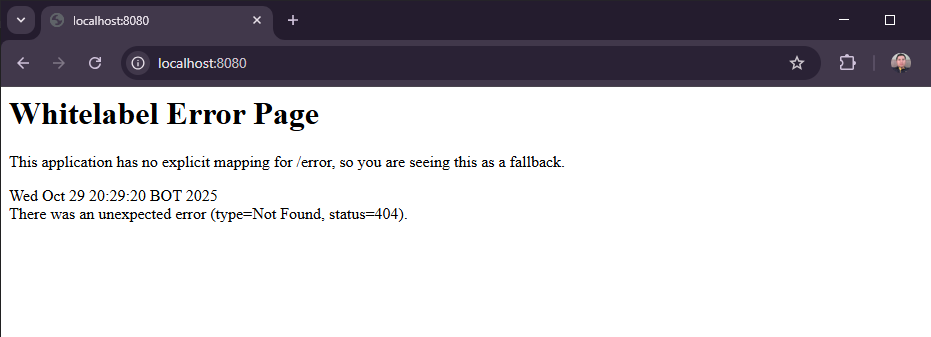 localhost:8080
localhost:8080
Whitelabel Error Page
This application has no explicit mapping for /error, so you are seeing this as a fallback.
Wed Oct 29 20:29:20 BOT 2025
There was an unexpected error (type=Not Found, status=404).